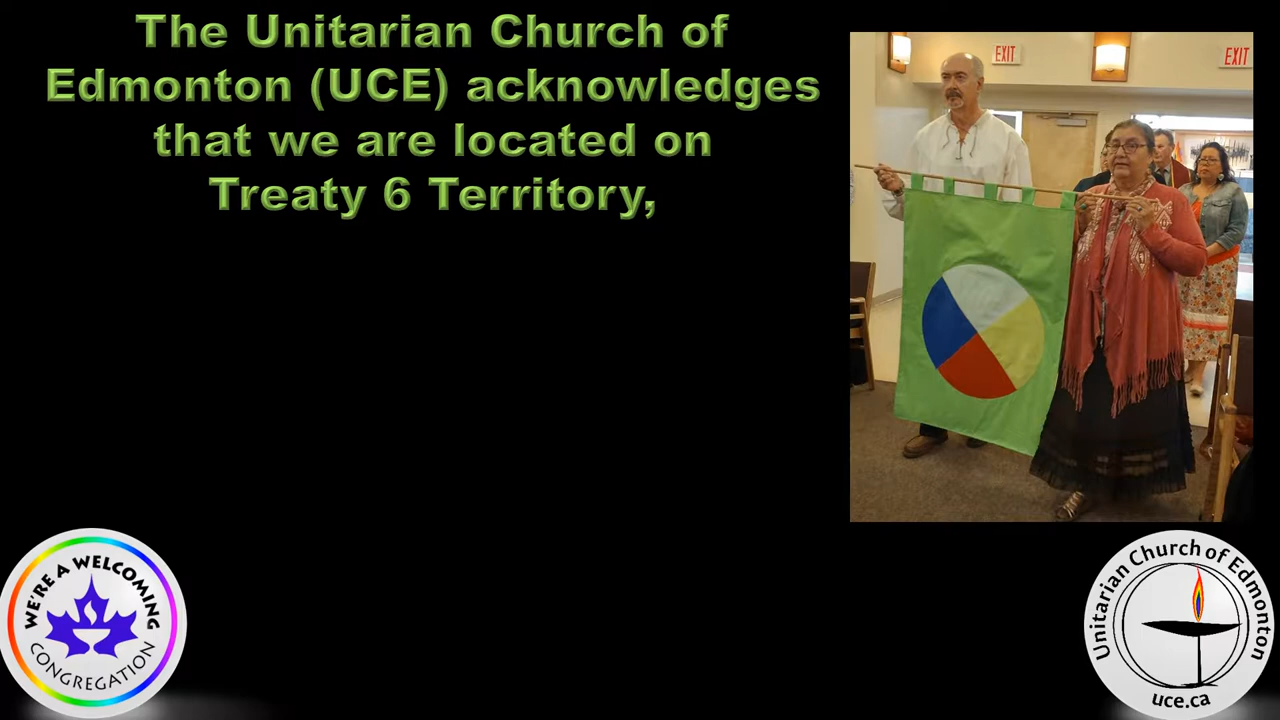 The Unitarian Church of
Edmonton (UCE) acknowledges
that we are located on
Treaty 6 Territory,
EXIT
EXIT
WE'RE A WELCOMING
CONGREGATION
Unitarian Church of Edmonton
uce.ca